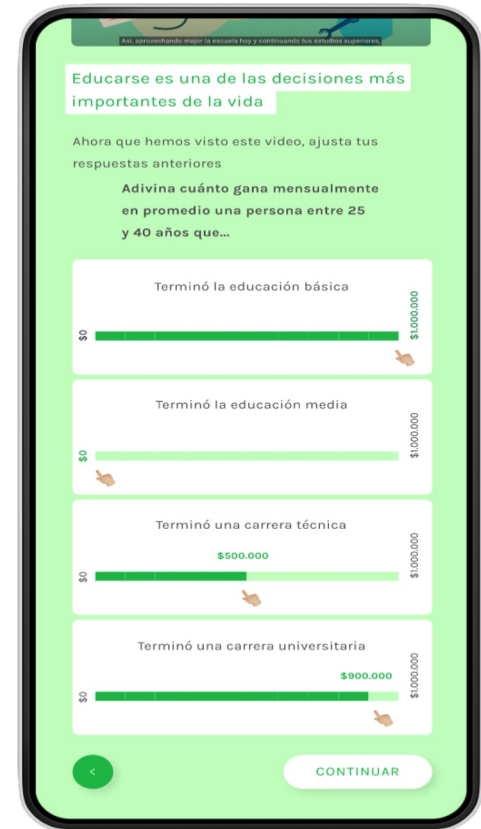 Así, aprovechando mejor la escuela hoy y continuando tus estudios superiores,
Educarse es una de las decisiones más
importantes de la vida
Ahora que hemos visto este video, ajusta tus
respuestas anteriores
Adivina cuánto gana mensualmente
en promedio una persona entre 25
y 40 años que...
Terminó la educación básica
$0
$1.000.000
Terminó la educación media
$0
$1.000.000
Terminó una carrera técnica
$500.000
$0
$1.000.000
Terminó una carrera universitaria
$900.000
$0
$1.000.000
<
CONTINUAR